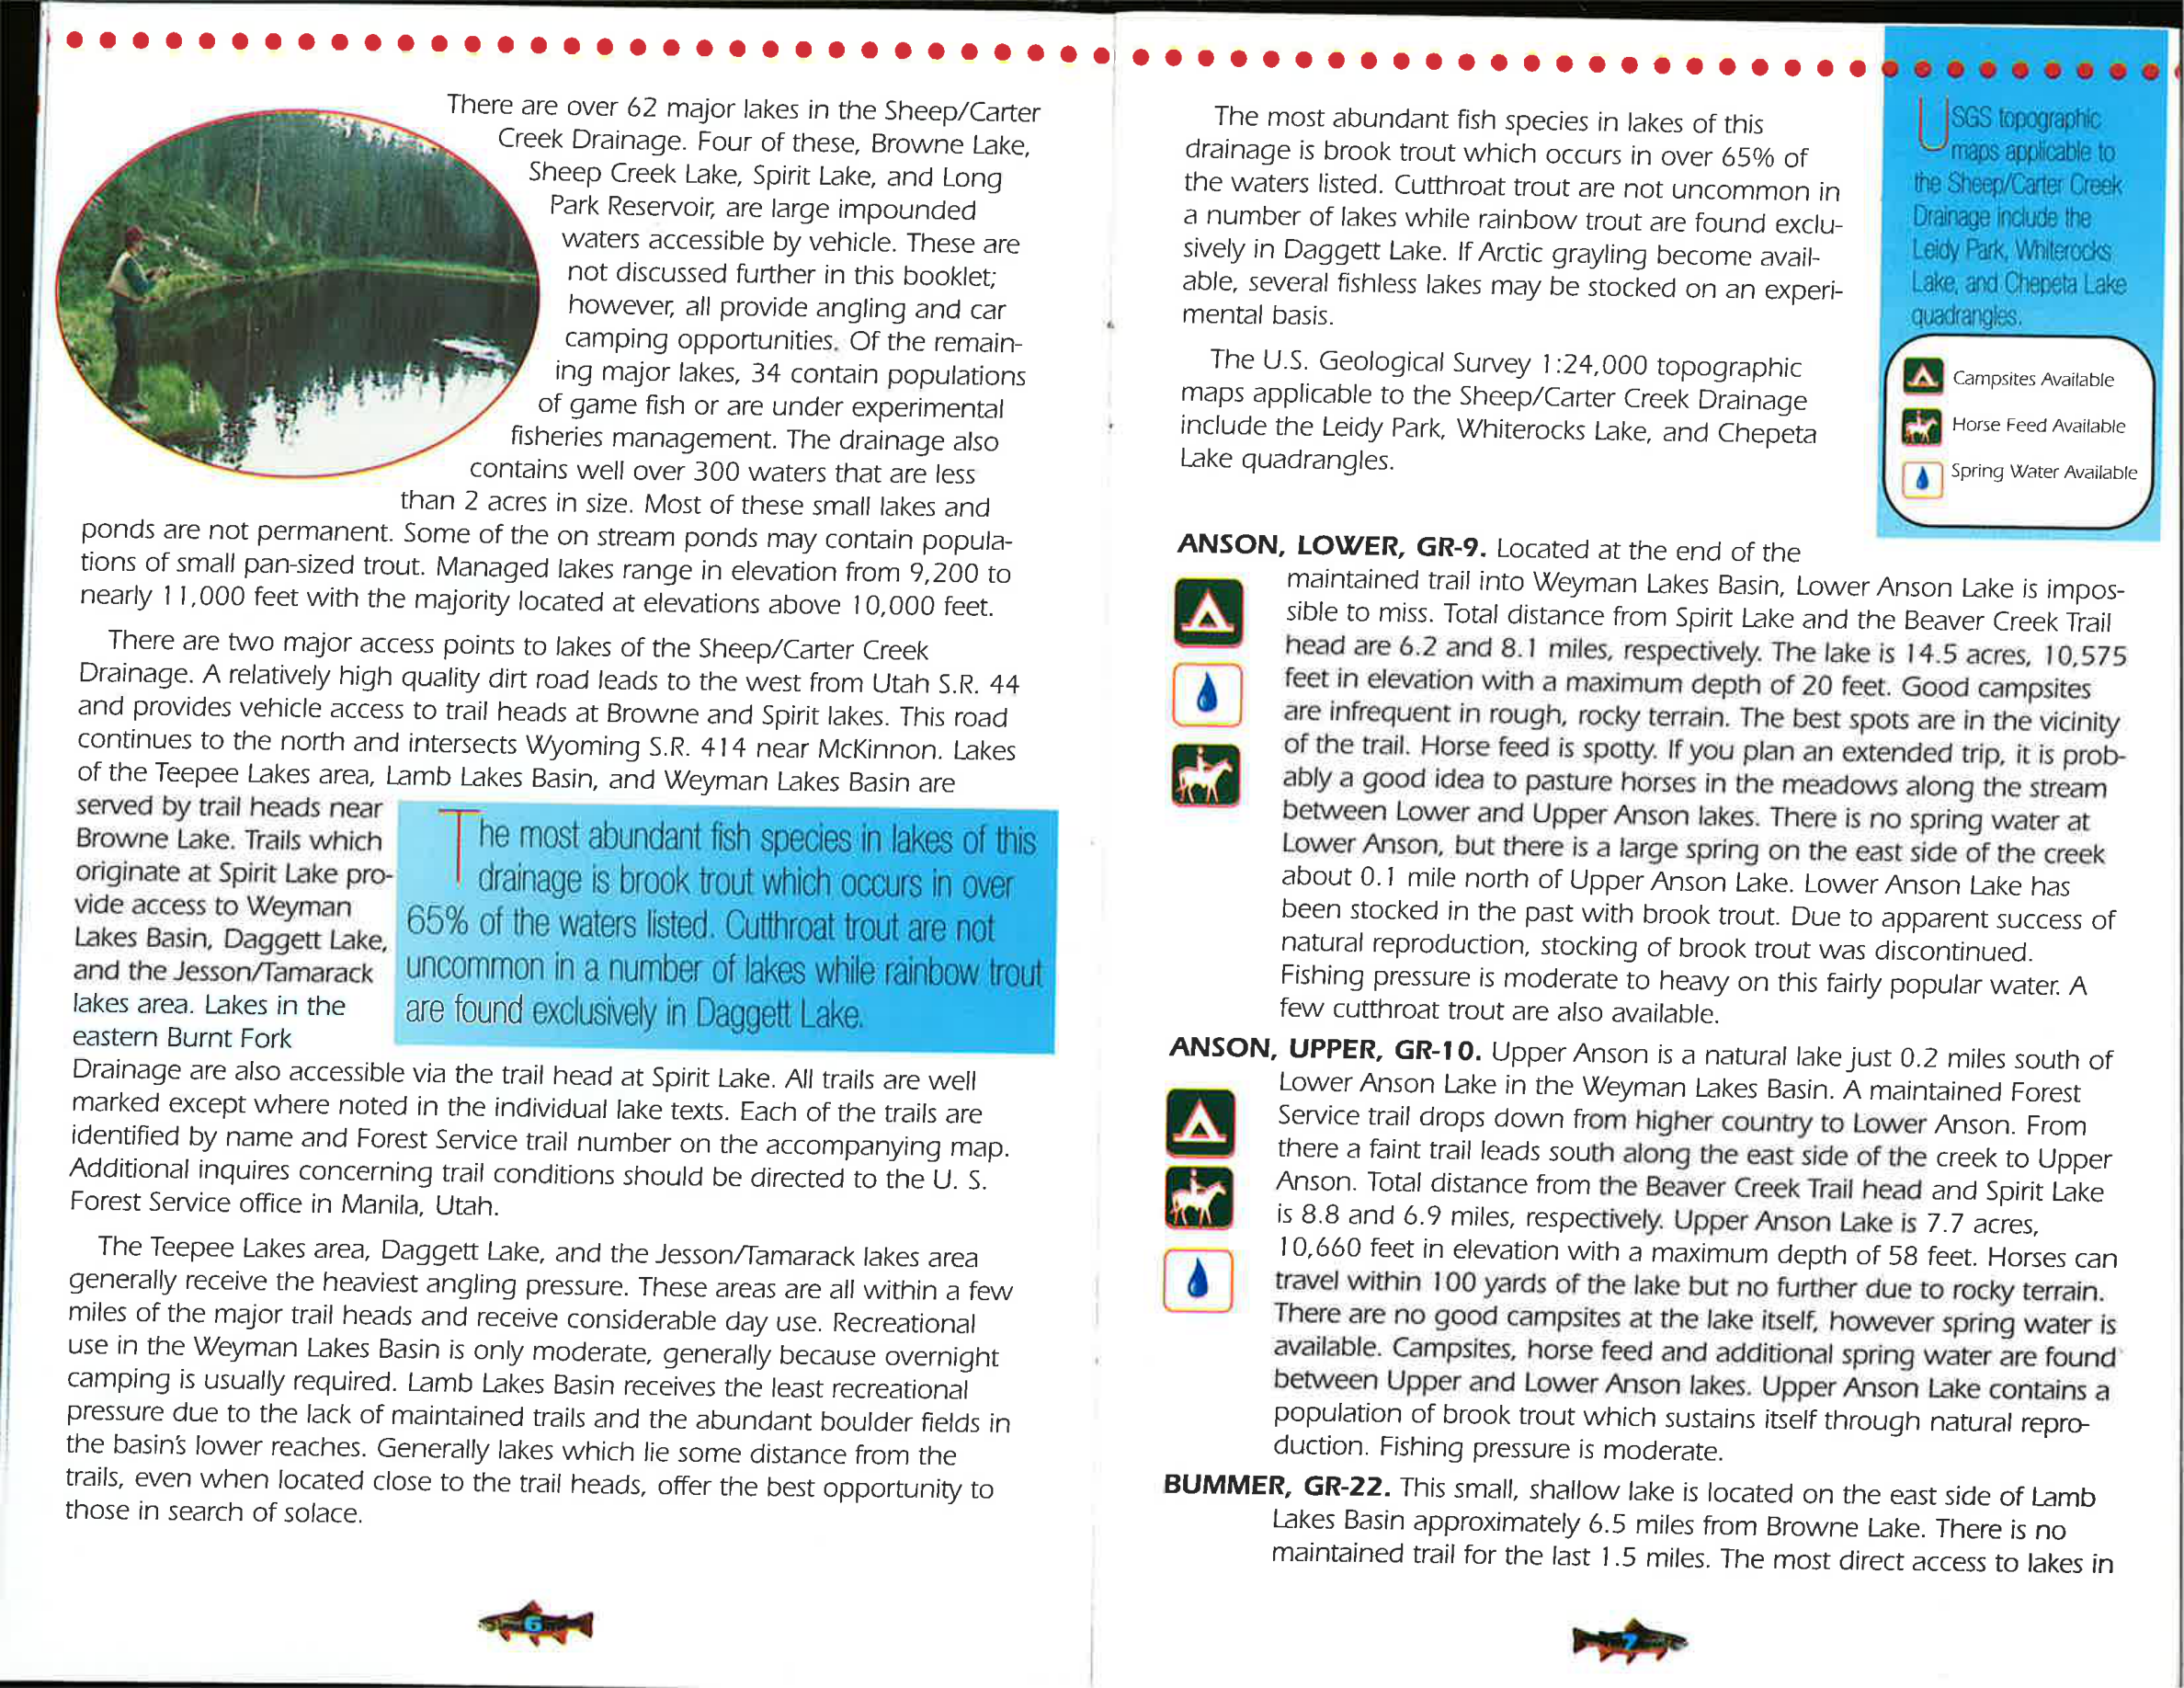 There are over 62 major lakes in the Sheep/Carter
Creek Drainage. Four of these, Browne Lake,
Sheep Creek Lake, Spirit Lake, and Long
Park Reservoir, are large impounded
waters accessible by vehicle. These are
not discussed further in this booklet;
however, all provide angling and car
camping opportunities. Of the remain-
ing major lakes, 34 contain populations
of game fish or are under experimental
fisheries management. The drainage also
contains well over 300 waters that are less
than 2 acres in size. Most of these small lakes and
ponds are not permanent. Some of the on stream ponds may contain popula-
tions of small pan-sized trout. Managed lakes range in elevation from 9,200 to
nearly 11,000 feet with the majority located at elevations above 10,000 feet.
There are two major access points to lakes of the Sheep/Carter Creek
Drainage. A relatively high quality dirt road leads to the west from Utah S.R. 44
and provides vehicle access to trail heads at Browne and Spirit lakes. This road
continues to the north and intersects Wyoming S.R. 414 near McKinnon. Lakes
of the Teepee Lakes area, Lamb Lakes Basin, and Weyman Lakes Basin are
served by trail heads near
Browne Lake. Trails which
originate at Spirit Lake pro-
vide access to Weyman
Lakes Basin, Daggett Lake,
and the Jesson/Tamarack
lakes area. Lakes in the
eastern Burnt Fork
Drainage are also accessible via the trail head at Spirit Lake. All trails are well
marked except where noted in the individual lake texts. Each of the trails are
identified by name and Forest Service trail number on the accompanying map.
Additional inquires concerning trail conditions should be directed to the U. S.
Forest Service office in Manila, Utah.
The most abundant fish species in lakes of this
drainage is brook trout which occurs in over
65% of the waters listed. Cutthroat trout are not
uncommon in a number of lakes while rainbow trout
are found exclusively in Daggett Lake.
The Teepee Lakes area, Daggett Lake, and the Jesson/Tamarack lakes area
generally receive the heaviest angling pressure. These areas are all within a few
miles of the major trail heads and receive considerable day use. Recreational
use in the Weyman Lakes Basin is only moderate, generally because overnight
camping is usually required. Lamb Lakes Basin receives the least recreational
pressure due to the lack of maintained trails and the abundant boulder fields in
the basin's lower reaches. Generally lakes which lie some distance from the
trails, even when located close to the trail heads, offer the best opportunity to
those in search of solace.
6
The most abundant fish species in lakes of this
drainage is brook trout which occurs in over 65% of
the waters listed. Cutthroat trout are not uncommon in
a number of lakes while rainbow trout are found exclu-
sively in Daggett Lake. If Arctic grayling become avail-
able, several fishless lakes may be stocked on an experi-
mental basis.
The U.S. Geological Survey 1:24,000 topographic
maps applicable to the Sheep/Carter Creek Drainage
include the Leidy Park, Whiterocks Lake, and Chepeta
Lake quadrangles.
USGS topographic
maps applicable to
the Sheep/Carter Creek
Drainage include the
Leidy Park, Whiterocks
Lake, and Chepeta Lake
quadrangles.
Campsites Available
Horse Feed Available
Spring Water Available
ANSON, LOWER, GR-9. Located at the end of the
maintained trail into Weyman Lakes Basin, Lower Anson Lake is impos-
sible to miss. Total distance from Spirit Lake and the Beaver Creek Trail
head are 6.2 and 8.1 miles, respectively. The lake is 14.5 acres, 10,575
feet in elevation with a maximum depth of 20 feet. Good campsites
are infrequent in rough, rocky terrain. The best spots are in the vicinity
of the trail. Horse feed is spotty. If you plan an extended trip, it is prob-
ably a good idea to pasture horses in the meadows along the stream
between Lower and Upper Anson lakes. There is no spring water at
Lower Anson, but there is a large spring on the east side of the creek
about 0.1 mile north of Upper Anson Lake. Lower Anson Lake has
been stocked in the past with brook trout. Due to apparent success of
natural reproduction, stocking of brook trout was discontinued.
Fishing pressure is moderate to heavy on this fairly popular water. A
few cutthroat trout are also available.
ANSON, UPPER, GR-10. Upper Anson is a natural lake just 0.2 miles south of
Lower Anson Lake in the Weyman Lakes Basin. A maintained Forest
Service trail drops down from higher country to Lower Anson. From
there a faint trail leads south along the east side of the creek to Upper
Anson. Total distance from the Beaver Creek Trail head and Spirit Lake
is 8.8 and 6.9 miles, respectively. Upper Anson Lake is 7.7 acres,
10,660 feet in elevation with a maximum depth of 58 feet. Horses can
travel within 100 yards of the lake but no further due to rocky terrain.
There are no good campsites at the lake itself, however spring water is
available. Campsites, horse feed and additional spring water are found
between Upper and Lower Anson lakes. Upper Anson Lake contains a
population of brook trout which sustains itself through natural repro-
duction. Fishing pressure is moderate.
BUMMER, GR-22. This small, shallow lake is located on the east side of Lamb
Lakes Basin approximately 6.5 miles from Browne Lake. There is no
maintained trail for the last 1.5 miles. The most direct access to lakes in
7